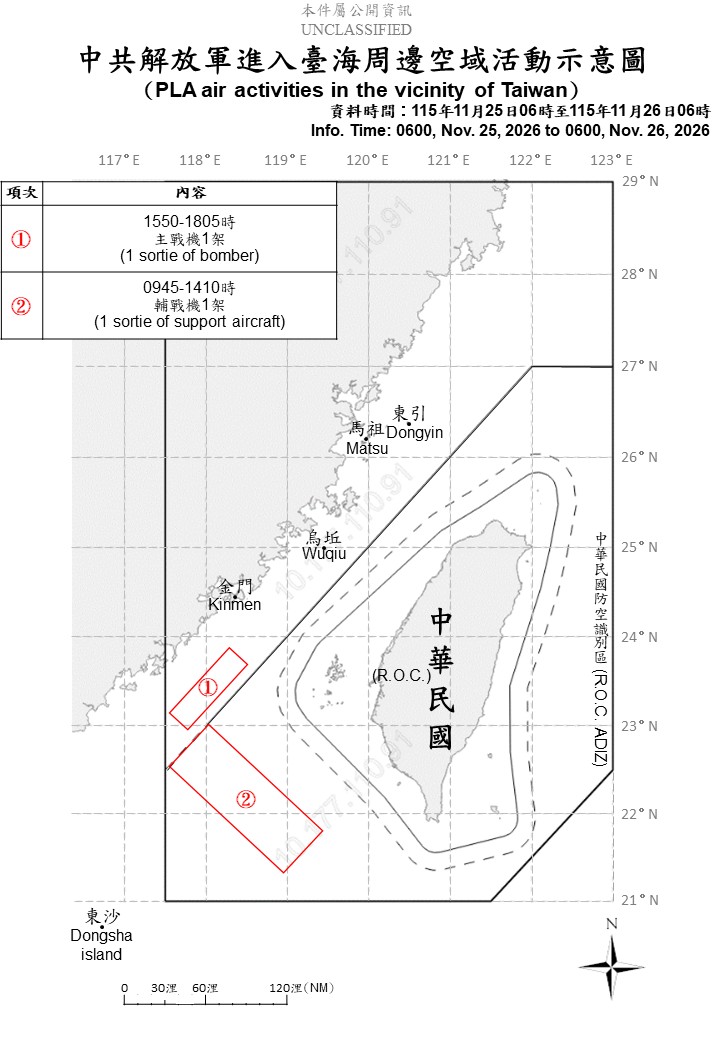 本件屬公開資訊
UNCLASSIFIED
中共解放軍進入臺海周邊空域活動示意圖
（PLA air activities in the vicinity of Taiwan）
資料時間：115年11月25日06時至115年11月26日06時
Info. Time: 0600, Nov. 25, 2026 to 0600, Nov. 26, 2026
117°E 118°E 119°E 120°E 121°E 122°E 123°E
項次 內容
① 1550-1805時
主戰機1架
(1 sortie of bomber)
② 0945-1410時
輔戰機1架
(1 sortie of support aircraft)
29°N
28°N
27°N
26°N
25°N
24°N
23°N
22°N
21°N
東引
Dongyin
馬祖
Matsu
烏坵
Wuqiu
金門
Kinmen
中華民國
(R.O.C.)
中華民國防空識別區(R.O.C. ADIZ)
①
②
東沙
Dongsha
island
N
0 30浬 60浬 120浬(NM)
10.177.110.91
10.177.110.91